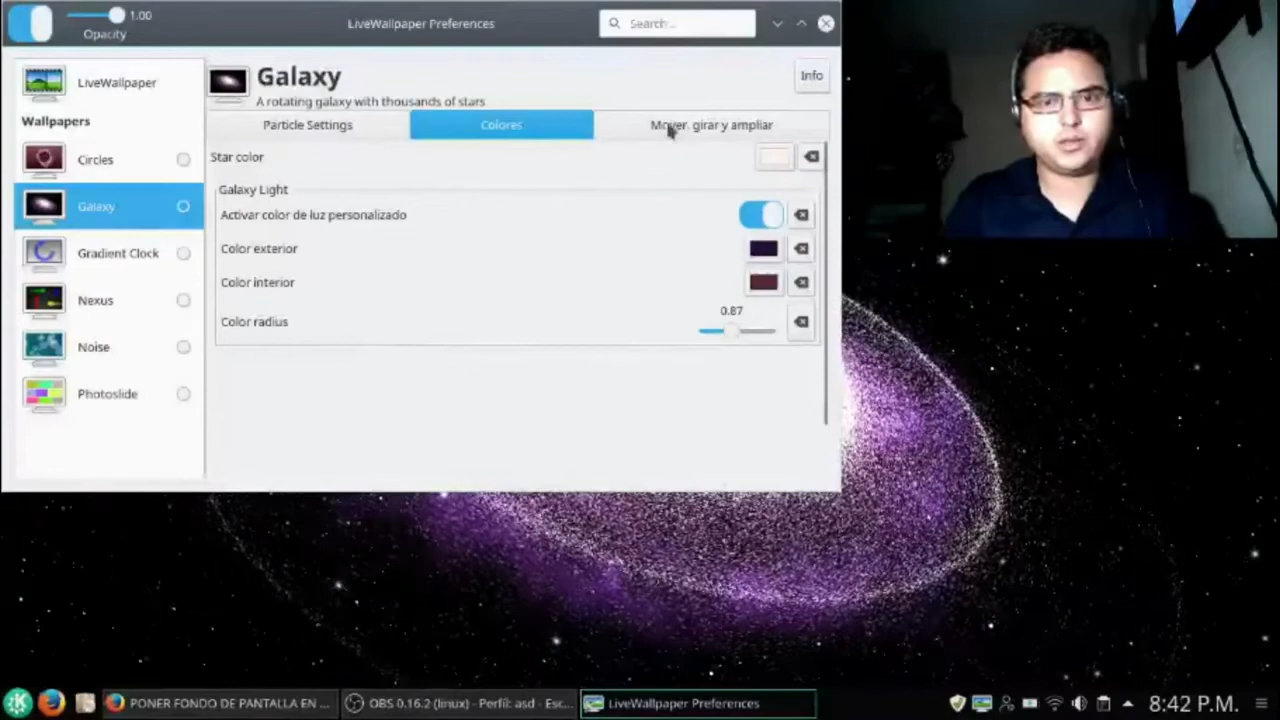 1.00
Opacity
LiveWallpaper Preferences
Search...
LiveWallpaper
Wallpapers
Circles
Galaxy
Gradient Clock
Nexus
Noise
Photoslide
Galaxy
A rotating galaxy with thousands of stars
Info
Particle Settings
Colores
Mover, girar y ampliar
Star color
Galaxy Light
Activar color de luz personalizado
Color exterior
Color interior
Color radius
0.87
PONER FONDO DE PANTALLA EN ...
OBS 0.16.2 (linux) - Perfil: asd - Esc...
LiveWallpaper Preferences
8:42 P.M.